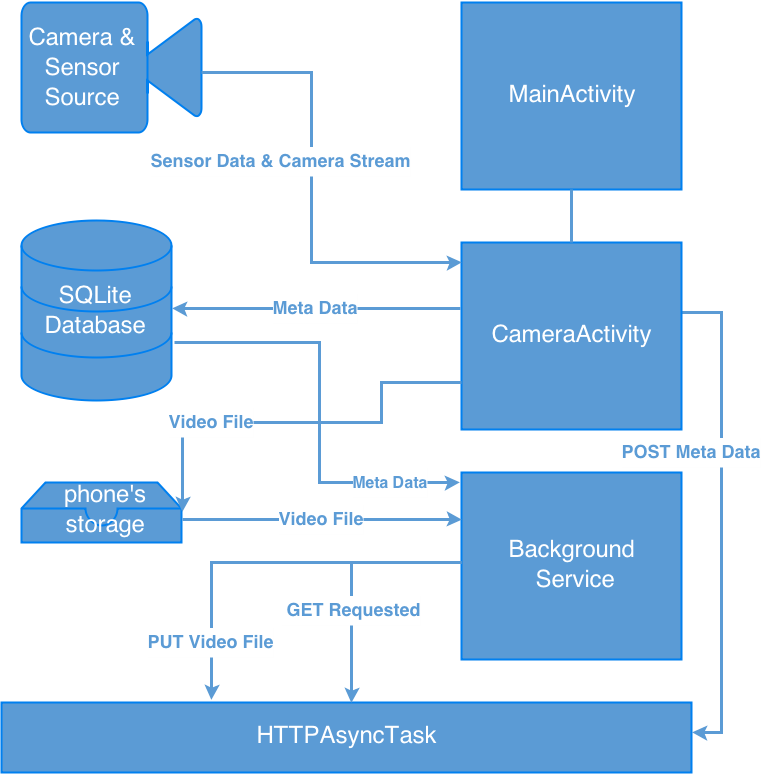 Camera &
Sensor
Source
MainActivity
Sensor Data & Camera Stream
SQLite
Database
Meta Data
CameraActivity
Video File
POST Meta Data
Meta Data
phone's
storage
Video File
Background
Service
GET Requested
PUT Video File
HTTPAsyncTask